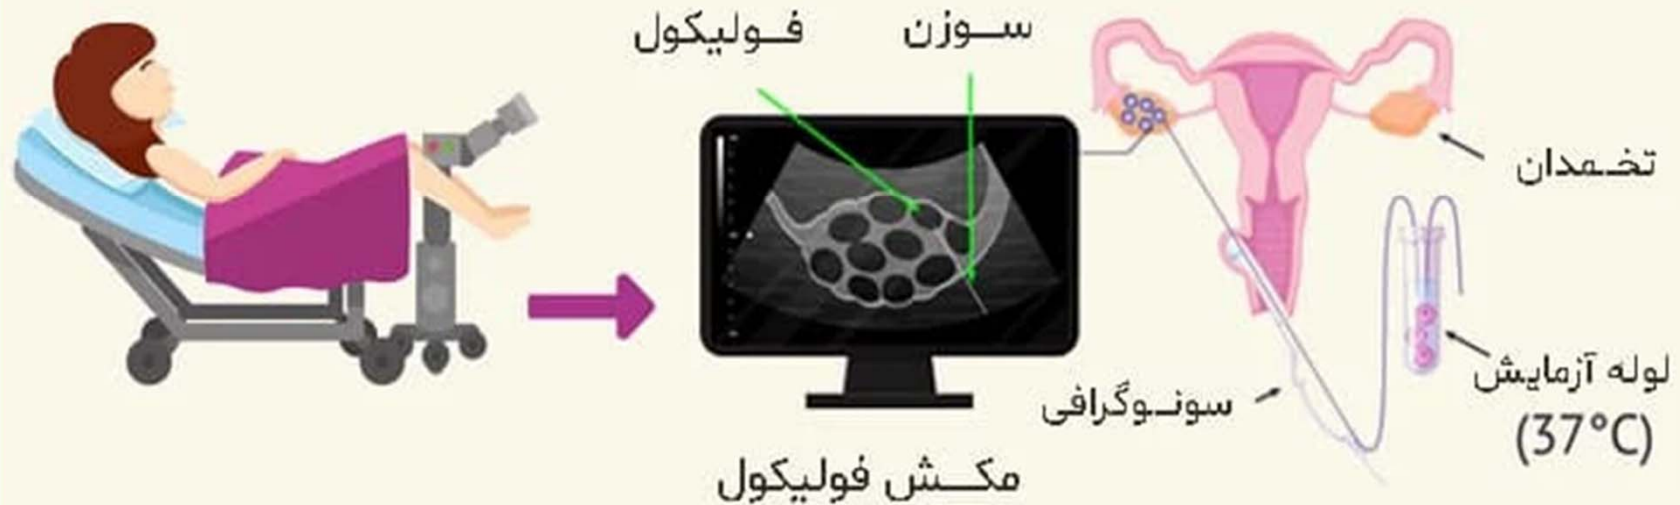 فولیکول
سوزن
تخمدان
لوله آزمایش
(37°C)
سونوگرافی
مکش فولیکول